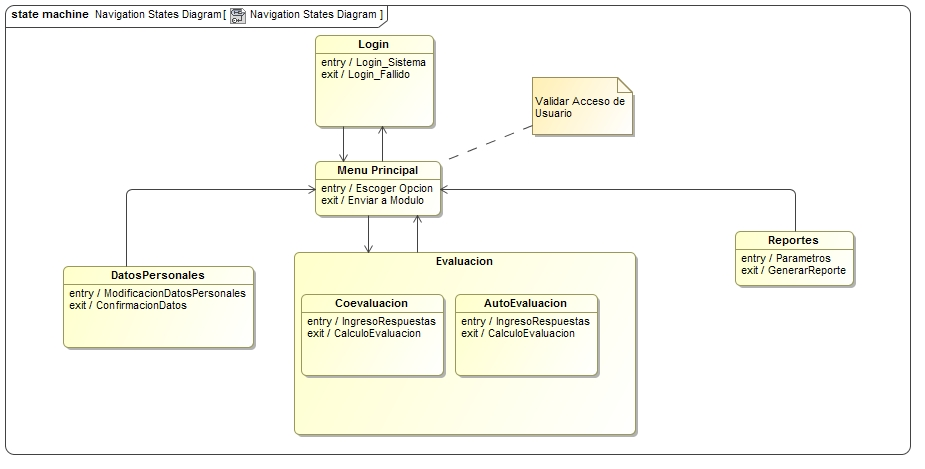 state machine Navigation States Diagram [ Navigation States Diagram ]
Login
entry / Login_Sistema
exit / Login_Fallido
Validar Acceso de
Usuario
Menu Principal
entry / Escoger Opcion
exit / Enviar a Modulo
Reportes
entry / Parametros
exit / GenerarReporte
DatosPersonales
entry / ModificacionDatosPersonales
exit / ConfirmacionDatos
Evaluacion
Coevaluacion
entry / IngresoRespuestas
exit / CalculoEvaluacion
AutoEvaluacion
entry / IngresoRespuestas
exit / CalculoEvaluacion